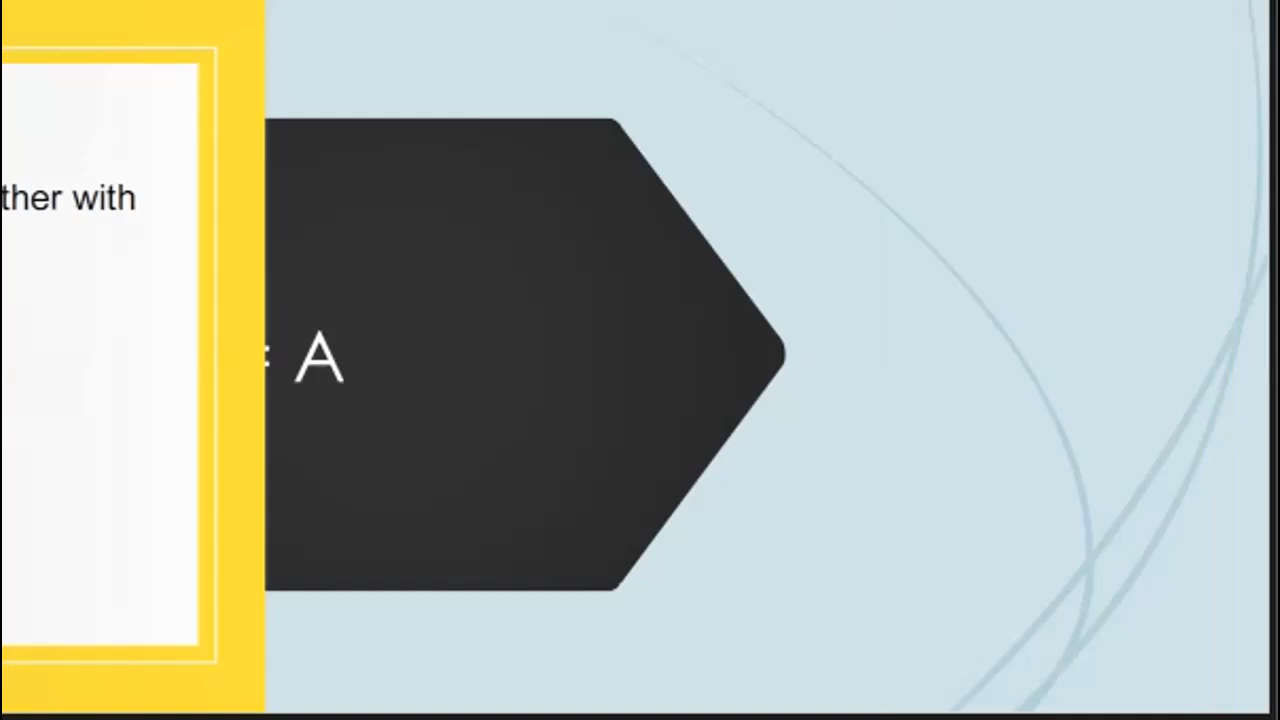 ther with
= A